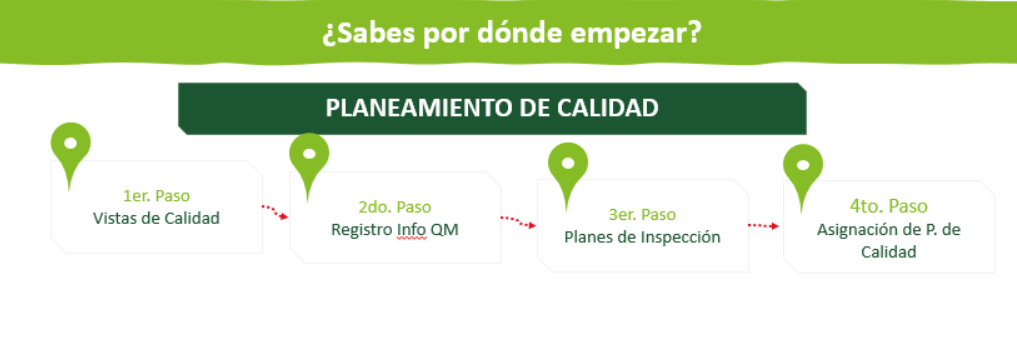 ¿Sabes por dónde empezar?
PLANEAMIENTO DE CALIDAD
1er. Paso
Vistas de Calidad
2do. Paso
Registro Info QM
3er. Paso
Planes de Inspección
4to. Paso
Asignación de P. de
Calidad